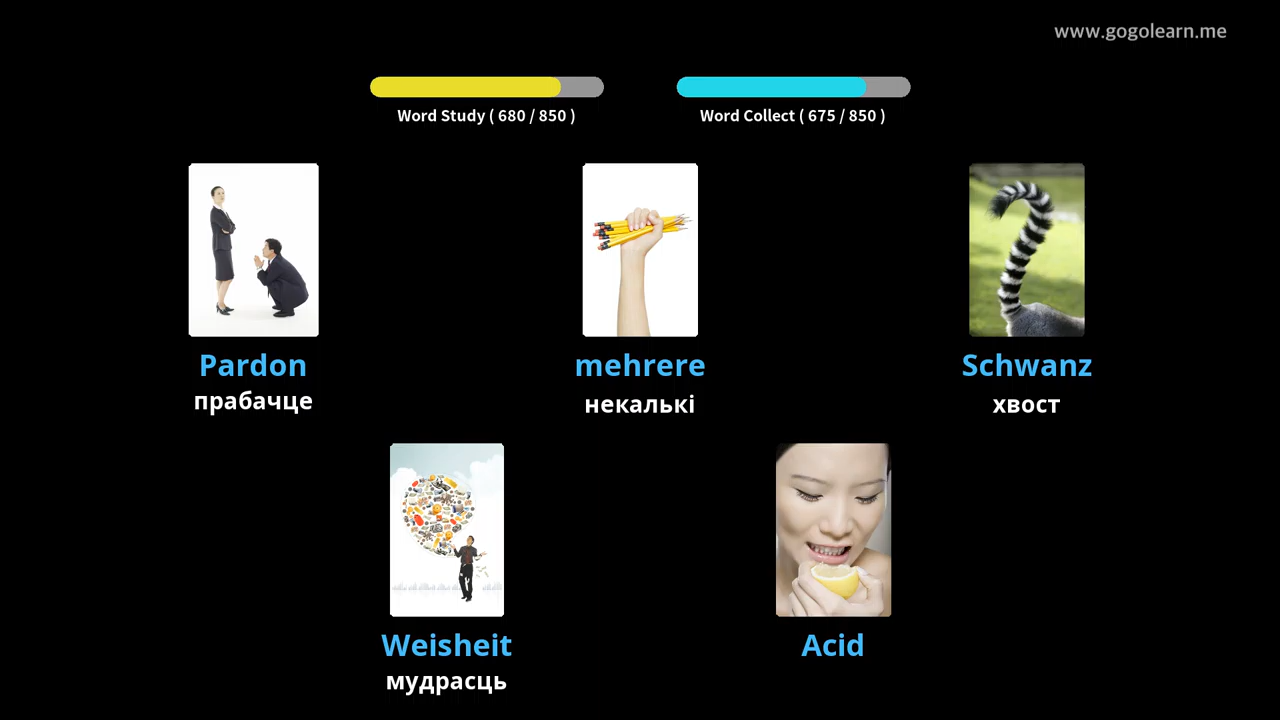 www.gogolearn.me
Word Study ( 680 / 850 )
Word Collect ( 675 / 850 )
Pardon
прабачце
mehrere
некалькі
Schwanz
хвост
Weisheit
мудрасць
Acid